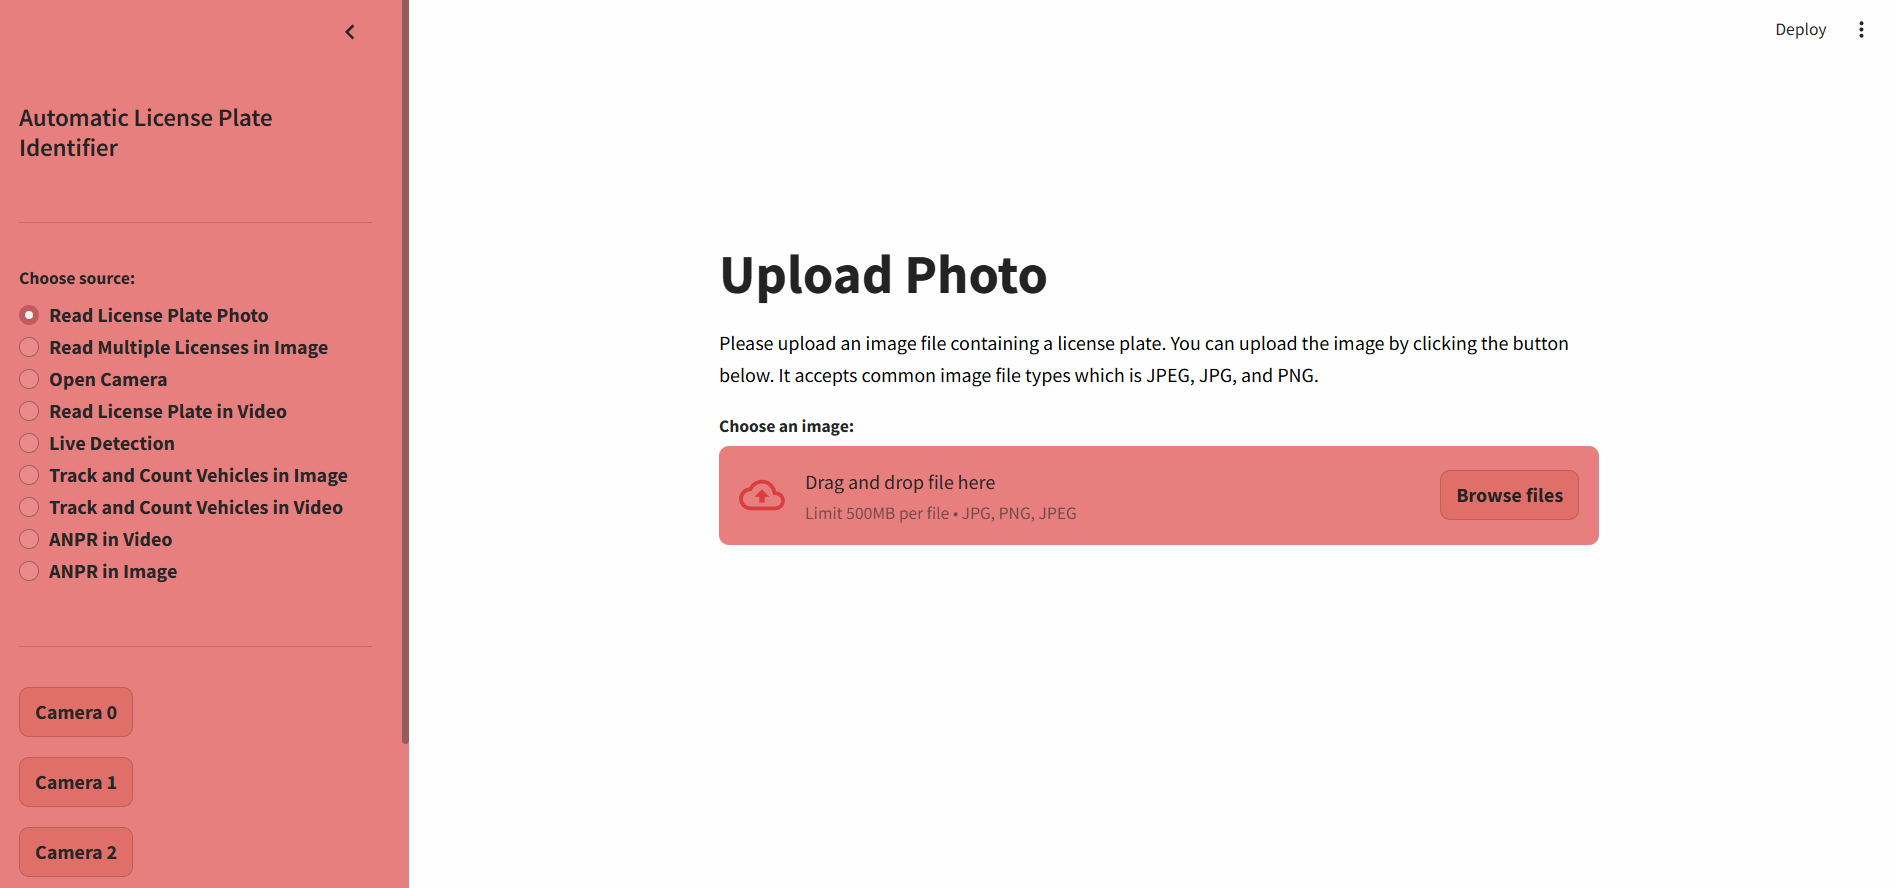 Deploy
Automatic License Plate
Identifier
Choose source:
Read License Plate Photo
Read Multiple Licenses in Image
Open Camera
Read License Plate in Video
Live Detection
Track and Count Vehicles in Image
Track and Count Vehicles in Video
ANPR in Video
ANPR in Image
Camera 0
Camera 1
Camera 2
Upload Photo
Please upload an image file containing a license plate. You can upload the image by clicking the button
below. It accepts common image file types which is JPEG, JPG, and PNG.
Choose an image:
Drag and drop file here
Limit 500MB per file • JPG, PNG, JPEG
Browse files